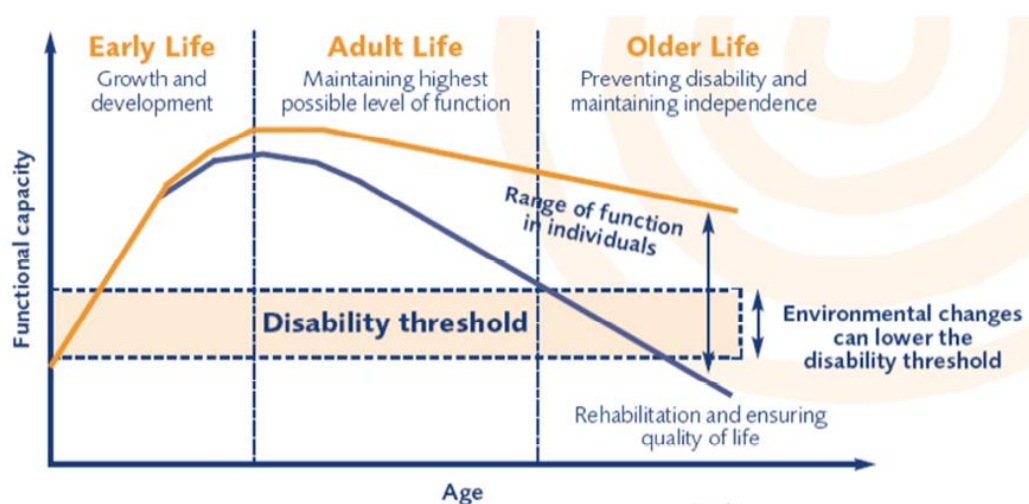 Early Life
Growth and
development
Adult Life
Maintaining highest
possible level of function
Older Life
Preventing disability and
maintaining independence
Functional capacity
Range of function
in individuals
Disability threshold
Environmental changes
can lower the
disability threshold
Rehabilitation and ensuring
quality of life
Age